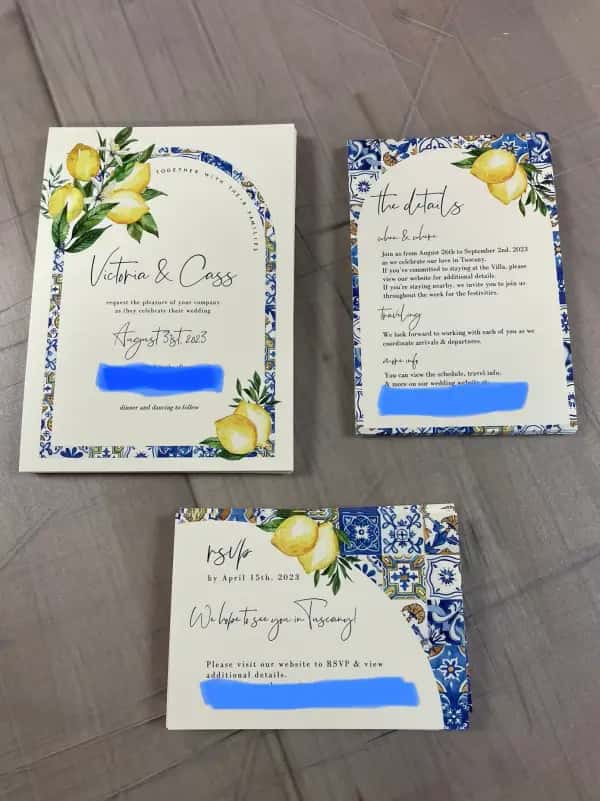 TOGETHER WITH THEIR FAMILIES
Victoria & Cass
request the pleasure of your company
as they celebrate their wedding
August 31st, 2023
dinner and dancing to follow
the details
when & where
Join us from August 26th to September 2nd, 2023
as we celebrate our love in Tuscany.
If you're committed to staying at the Villa, please
view our website for additional details.
If you're staying nearby, we invite you to join us
throughout the week for the festivities.
traveling
We look forward to working with each of you as we
coordinate arrivals & departures.
more info
You can view the schedule, travel info,
& more on our wedding website at:
rsvp
by April 15th, 2023
We hope to see you in Tuscany!
Please visit our website to RSVP & view
additional details.